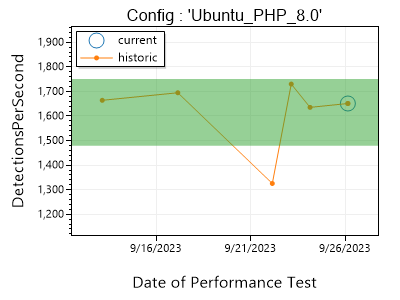 Config : 'Ubuntu_PHP_8.0'
current
historic
DetectionsPerSecond
1,900
1,800
1,700
1,600
1,500
1,400
1,300
1,200
9/16/2023
9/21/2023
9/26/2023
Date of Performance Test